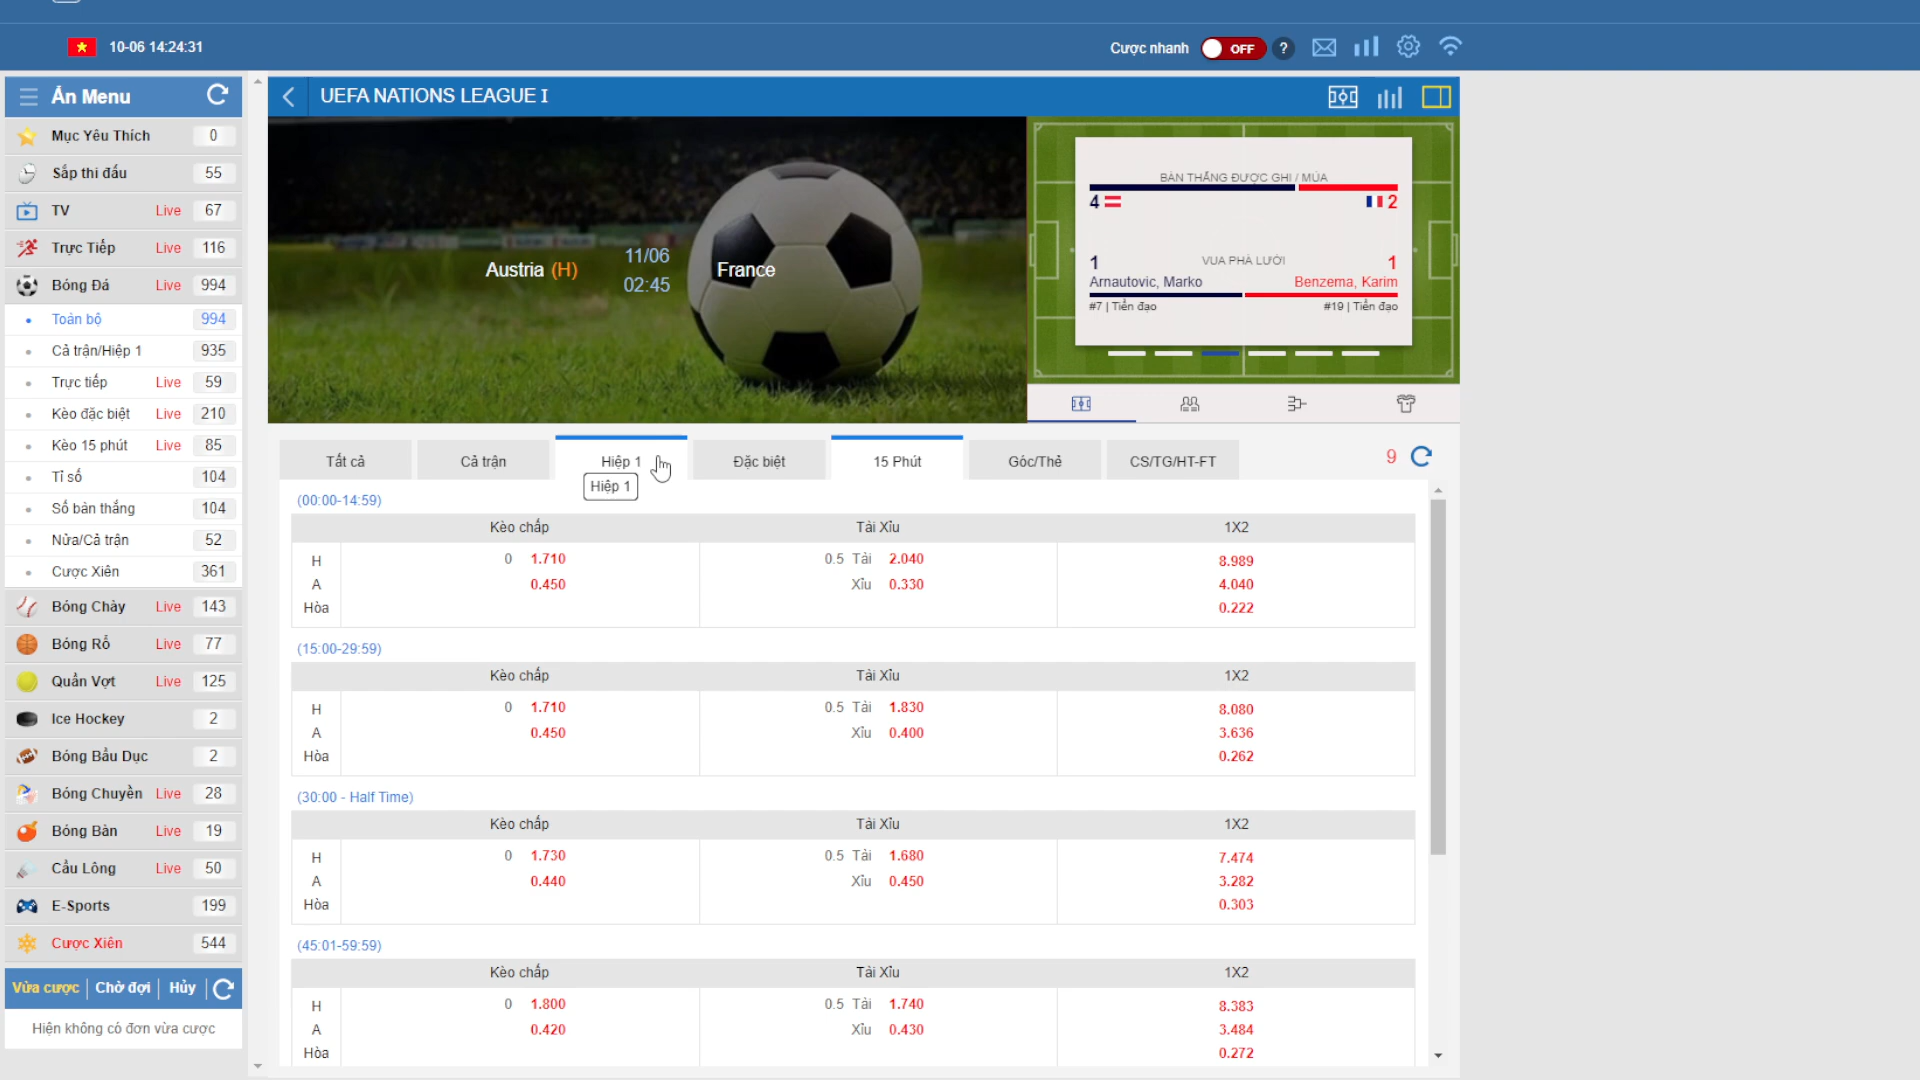 10-06 14:24:31
Cược nhanh
OFF
?
Ẩn Menu
Mục Yêu Thích 0
Sắp thi đấu 55
TV Live 67
Trực Tiếp Live 116
Bóng Đá Live 994
Toàn bộ 994
Cả trận/Hiệp 1 935
Trực tiếp Live 59
Kèo đặc biệt Live 210
Kèo 15 phút Live 85
Tỉ số 104
Số bàn thắng 104
Nửa/Cả trận 52
Cược Xiên 361
Bóng Chày Live 143
Bóng Rổ Live 77
Quần Vợt Live 125
Ice Hockey 2
Bóng Bầu Dục 2
Bóng Chuyền Live 28
Bóng Bàn Live 19
Cầu Lông Live 50
E-Sports 199
Cược Xiên 544
Vừa cược Chờ đợi Hủy
Hiện không có đơn vừa cược
UEFA NATIONS LEAGUE I
Austria (H)
11/06
02:45
France
BÀN THẮNG ĐƯỢC GHI / MÙA
4 2
VUA PHÁ LƯỚI
1 1
Arnautovic, Marko Benzema, Karim
#7 | Tiền đạo #19 | Tiền đạo
Tất cả Cả trận Hiệp 1 Đặc biệt 15 Phút Góc/Thẻ CS/TG/HT-FT 9
Hiệp 1
(00:00-14:59)
Kèo chấp Tài Xỉu 1X2
H 0 1.710 0.5 Tài 2.040 8.989
A 0.450 Xỉu 0.330 4.040
Hòa 0.222
(15:00-29:59)
Kèo chấp Tài Xỉu 1X2
H 0 1.710 0.5 Tài 1.830 8.080
A 0.450 Xỉu 0.400 3.636
Hòa 0.262
(30:00 - Half Time)
Kèo chấp Tài Xỉu 1X2
H 0 1.730 0.5 Tài 1.680 7.474
A 0.440 Xỉu 0.450 3.282
Hòa 0.303
(45:01-59:59)
Kèo chấp Tài Xỉu 1X2
H 0 1.800 0.5 Tài 1.740 8.383
A 0.420 Xỉu 0.430 3.484
Hòa 0.272